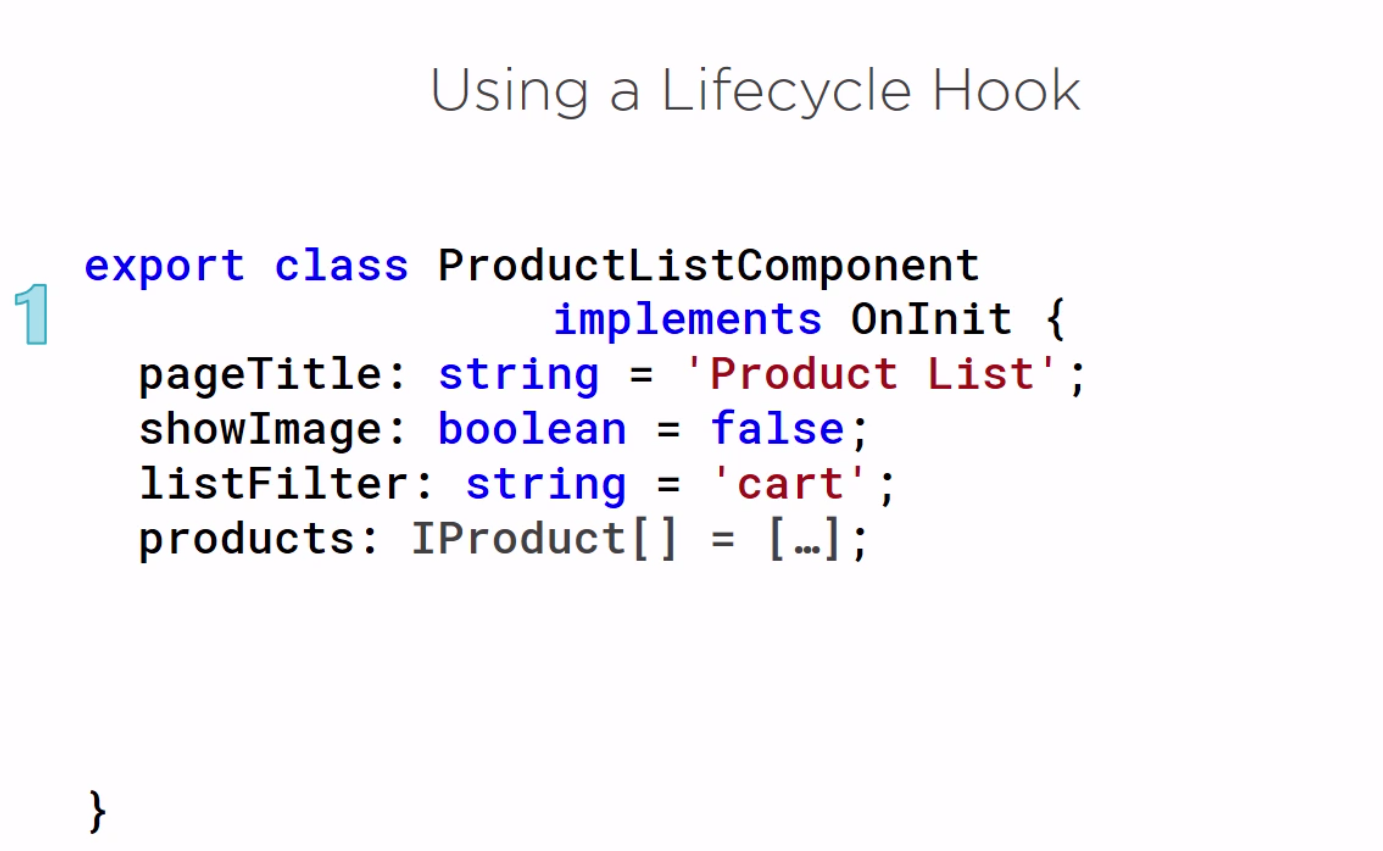 Using a Lifecycle Hook
export class ProductListComponent
1
implements OnInit {
pageTitle: string = 'Product List';
showImage: boolean = false;
listFilter: string = 'cart';
products: IProduct[] = […];
}